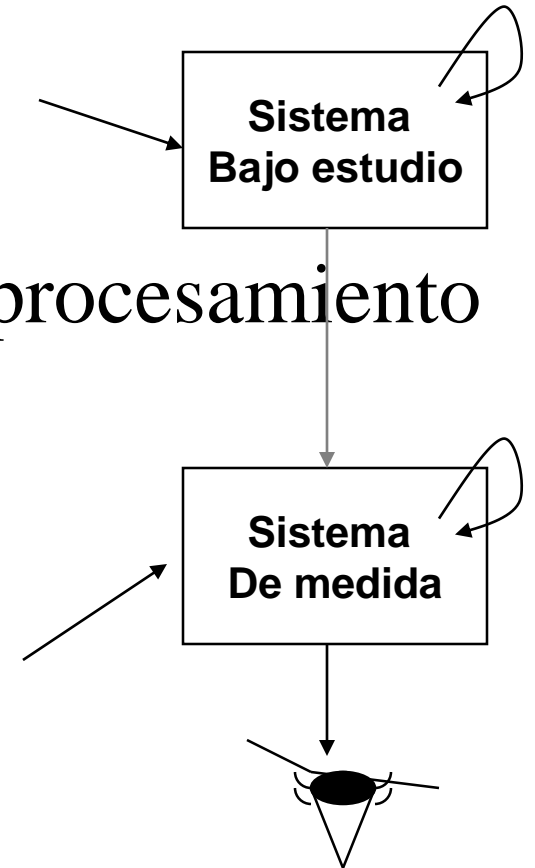 Sistema
Bajo estudio
procesamiento
Sistema
De medida